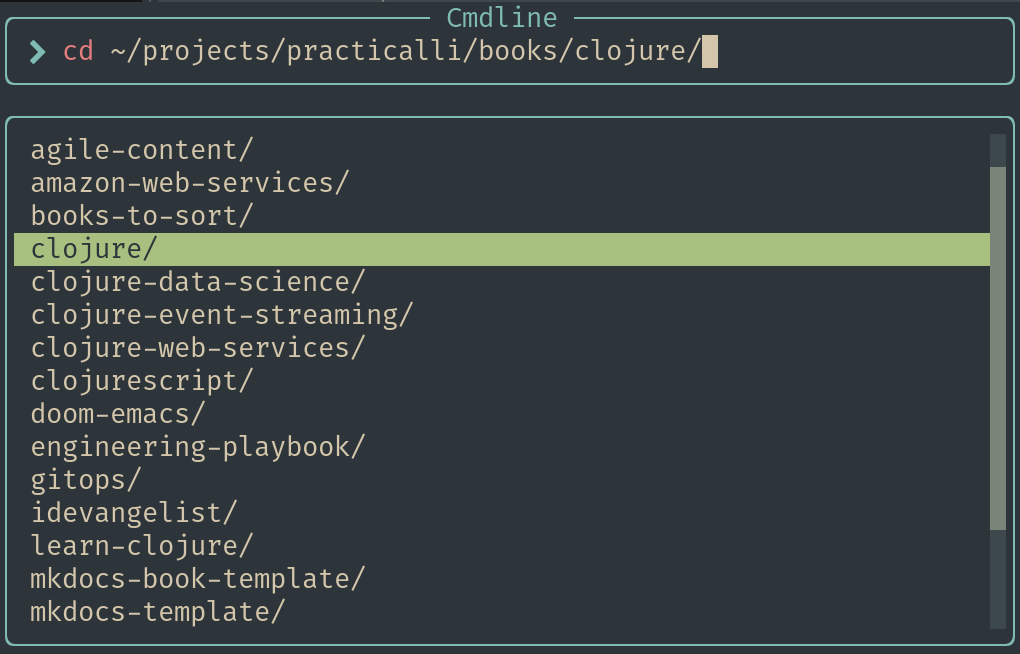 Cmdline
❯ cd ~/projects/practicalli/books/clojure/
agile-content/
amazon-web-services/
books-to-sort/
clojure/
clojure-data-science/
clojure-event-streaming/
clojure-web-services/
clojurescript/
doom-emacs/
engineering-playbook/
gitops/
idevangelist/
learn-clojure/
mkdocs-book-template/
mkdocs-template/